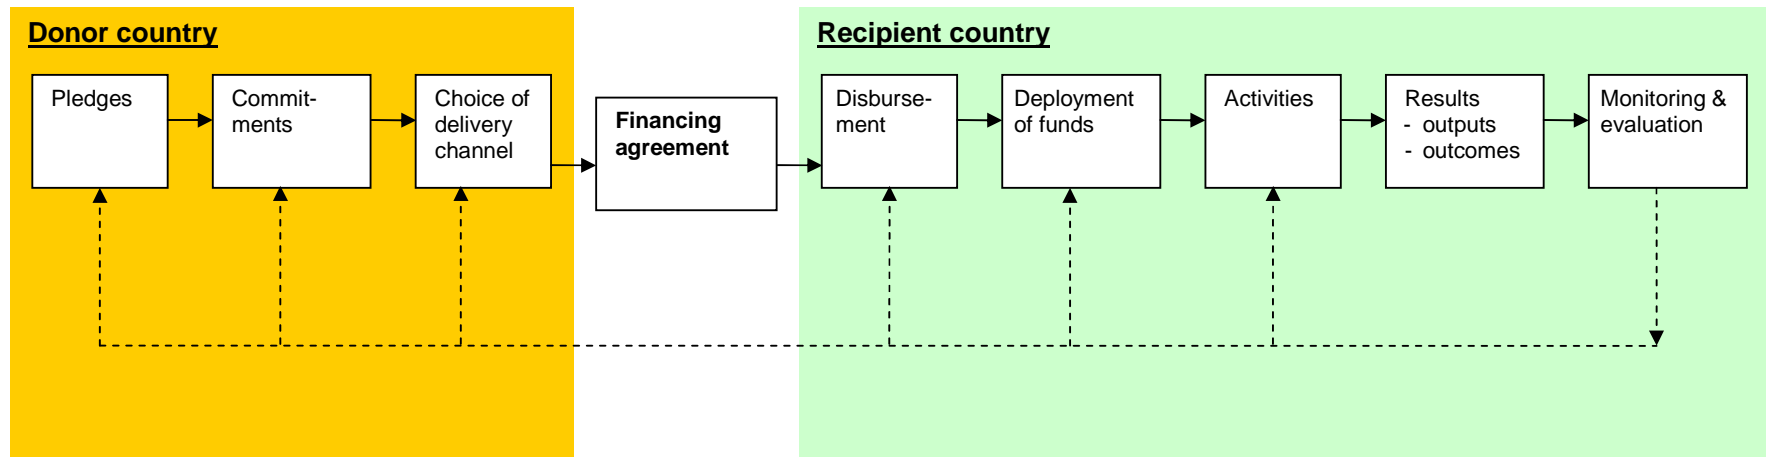 Donor country
Recipient country
Pledges
Commit-
ments
Choice of
delivery
channel
Financing
agreement
Disburse-
ment
Deployment
of funds
Activities
Results
- outputs
- outcomes
Monitoring &
evaluation